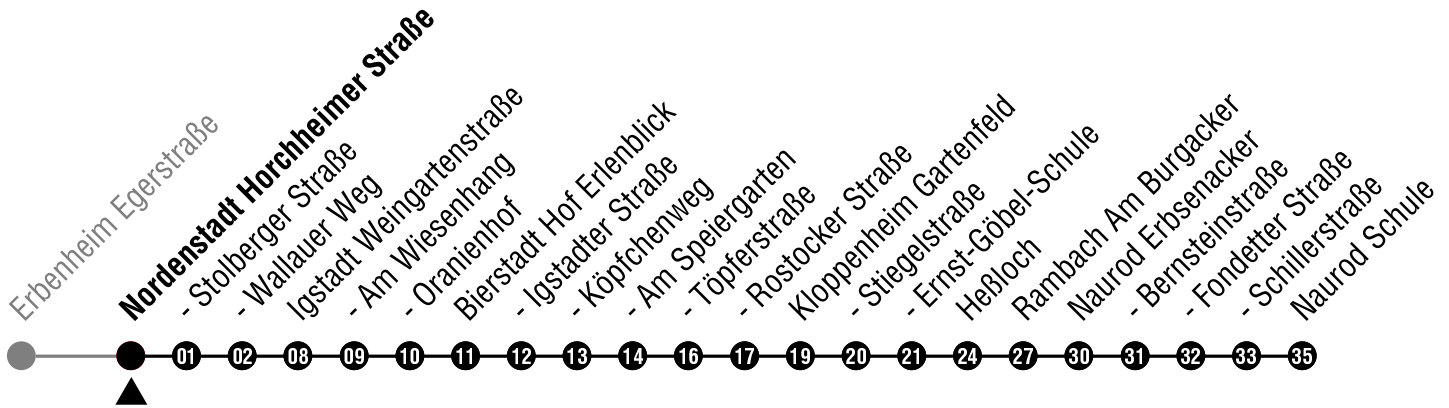 Erbenheim Egerstraße
Nordenstadt Horchheimer Straße
- Stolberger Straße
- Wallauer Weg
Igstadt Weingartenstraße
- Am Wiesenhang
- Oranienhof
Bierstadt Hof Erlenblick
- Igstadter Straße
- Köpfchenweg
- Am Speiergarten
- Töpferstraße
- Rostocker Straße
Kloppenheim Gartenfeld
- Stiegelstraße
- Ernst-Göbel-Schule
Heßloch
Rambach Am Burgacker
Naurod Erbsenacker
- Bernsteinstraße
- Fondetter Straße
- Schillerstraße
Naurod Schule
01 02 08 09 10 11 12 13 14 16 17 19 20 21 24 27 30 31 32 33 35